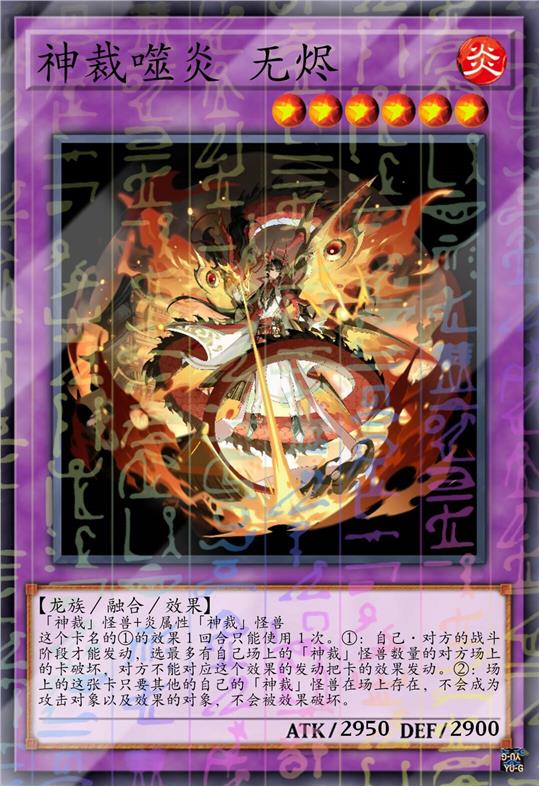 神裁噬炎 无烬
炎
【龙族／融合／效果】
「神裁」怪兽+炎属性「神裁」怪兽
这个卡名的①的效果１回合只能使用１次。①：自己·对方的战斗
阶段才能发动，选最多有自己场上的「神裁」怪兽数量的对方场上
的卡破坏，对方不能对应这个效果的发动把卡的效果发动。②：场
上的这张卡只要其他的自己的「神裁」怪兽在场上存在，不会成为
攻击对象以及效果的对象，不会被效果破坏。
ATK/2950 DEF/2900